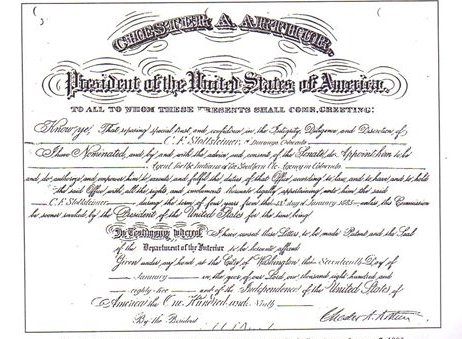 CHESTER A. ARTHUR,
President of the United States of America,
TO ALL TO WHOM THESE PRESENTS SHALL COME, GREETING:
Know ye; That reposing special trust and confidence in the Integrity, Diligence and Discretion of
C. F. Stollsteimer, Durango Colorado
I have Nominated, and by and with the advice and consent of the Senate, do Appoint him to be
Agent for the Indians of the Southern Ute Agency in Colorado
and do authorize and empower him to execute and fulfil the duties of that Office according to law, and to have and to hold
the said Office, with all the rights and emoluments thereunto legally appertaining unto him, the said
C. F. Stollsteimer, during the term of four years from the day of January 1885, unless this Commission
be sooner revoked by the President of the United States for the time being.
In Testimony whereof I have caused these Letters to be made Patent and the Seal
of the Department of the Interior to be hereunto affixed
Given under my hand at the City of Washington this Seventeenth Day of
January in the year of our Lord one thousand eight hundred and
eighty-five and of the Independence of the United States of
America the One Hundred and
By the President Chester A. Arthur